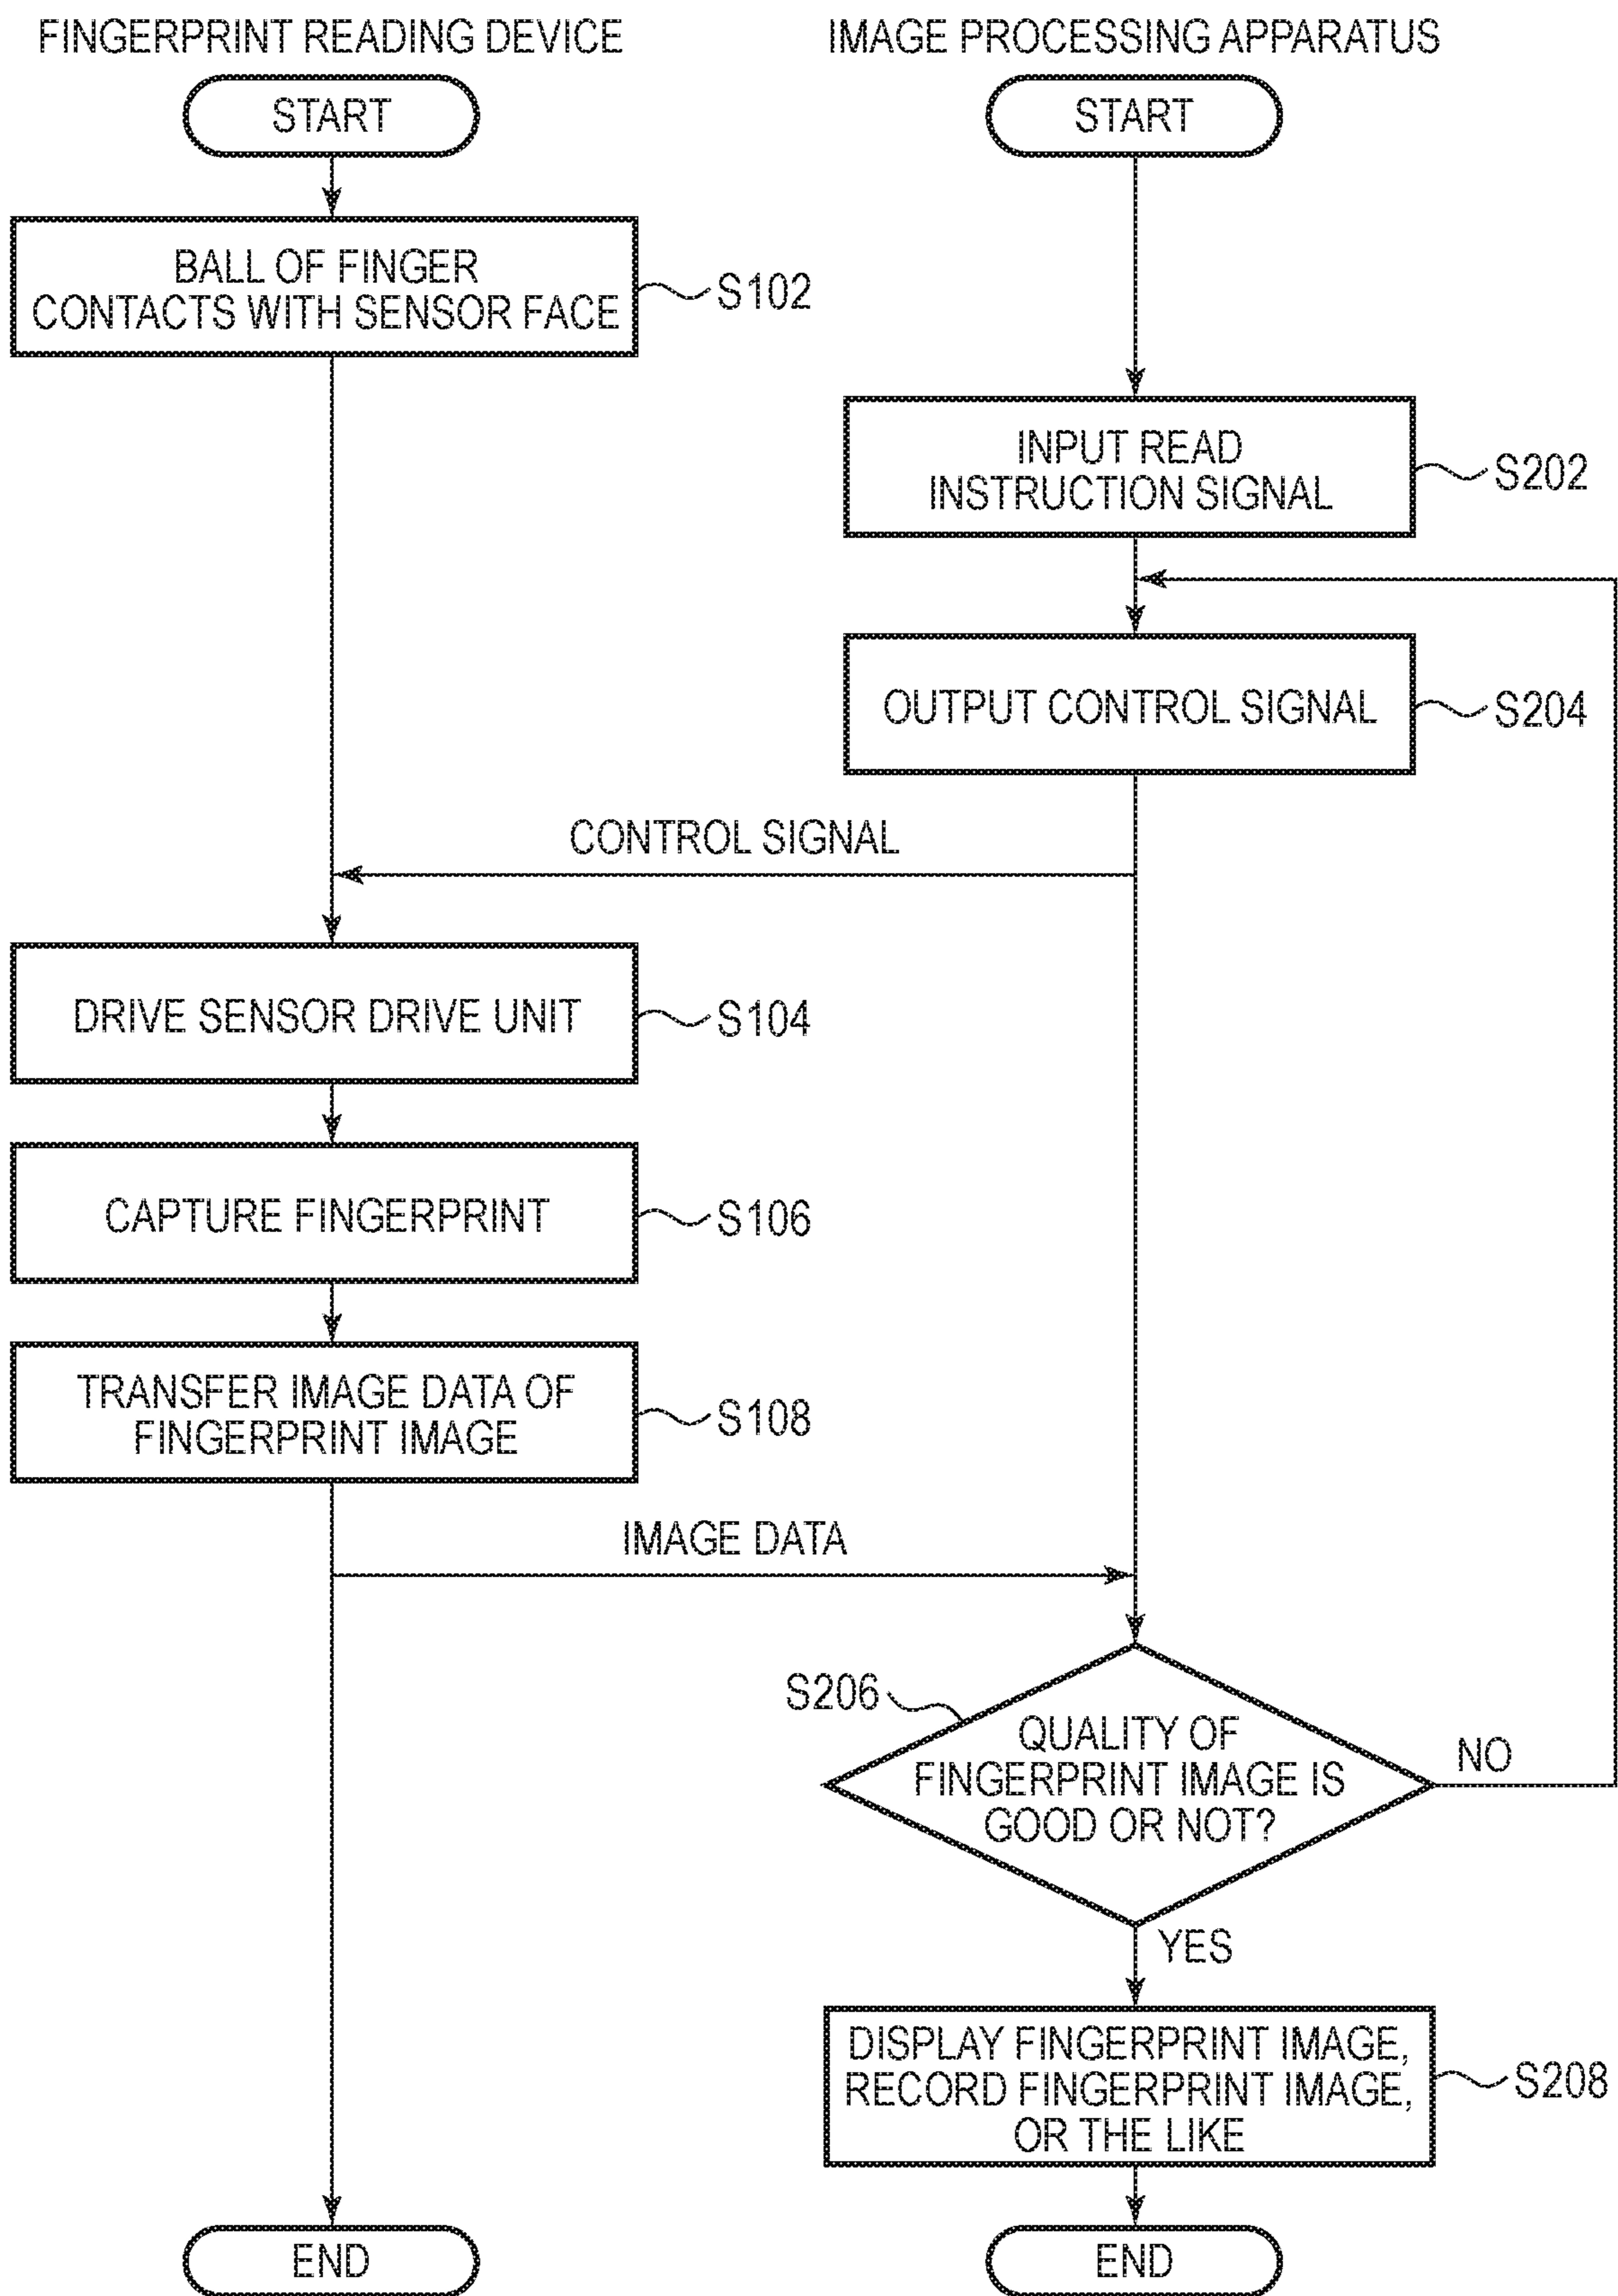 FINGERPRINT READING DEVICE
IMAGE PROCESSING APPARATUS
START
START
BALL OF FINGER
CONTACTS WITH SENSOR FACE
S102
INPUT READ
INSTRUCTION SIGNAL
S202
OUTPUT CONTROL SIGNAL
S204
CONTROL SIGNAL
DRIVE SENSOR DRIVE UNIT
S104
CAPTURE FINGERPRINT
S106
TRANSFER IMAGE DATA OF
FINGERPRINT IMAGE
S108
IMAGE DATA
S206
QUALITY OF
FINGERPRINT IMAGE IS
GOOD OR NOT?
NO
YES
DISPLAY FINGERPRINT IMAGE,
RECORD FINGERPRINT IMAGE,
OR THE LIKE
S208
END
END